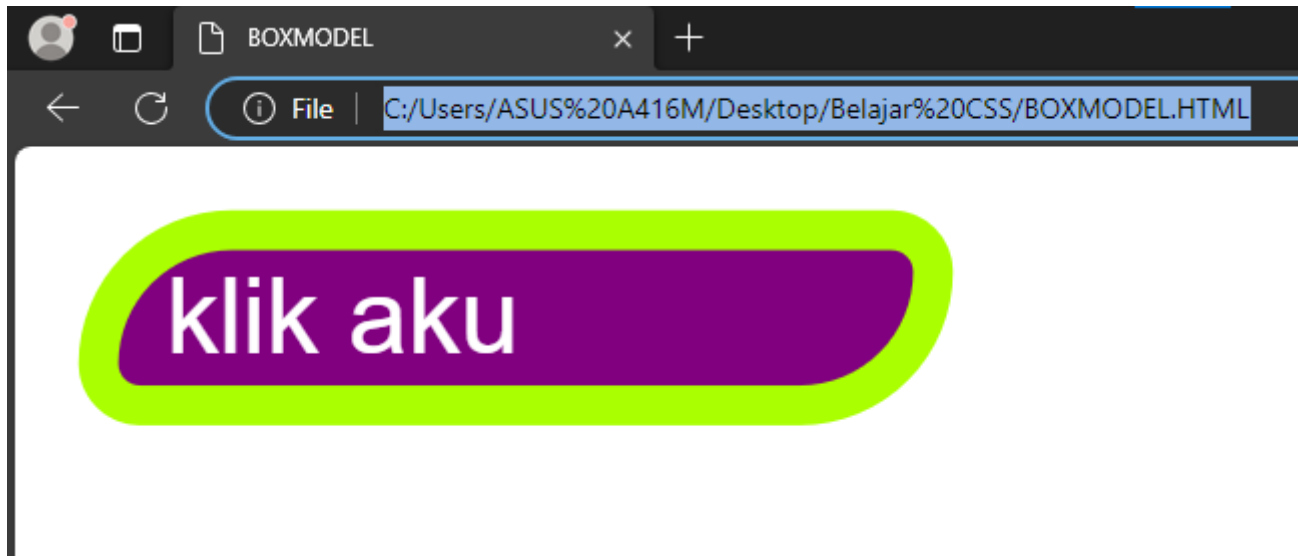 BOXMODEL
File C:/Users/ASUS%20A416M/Desktop/Belajar%20CSS/BOXMODEL.HTML
klik aku